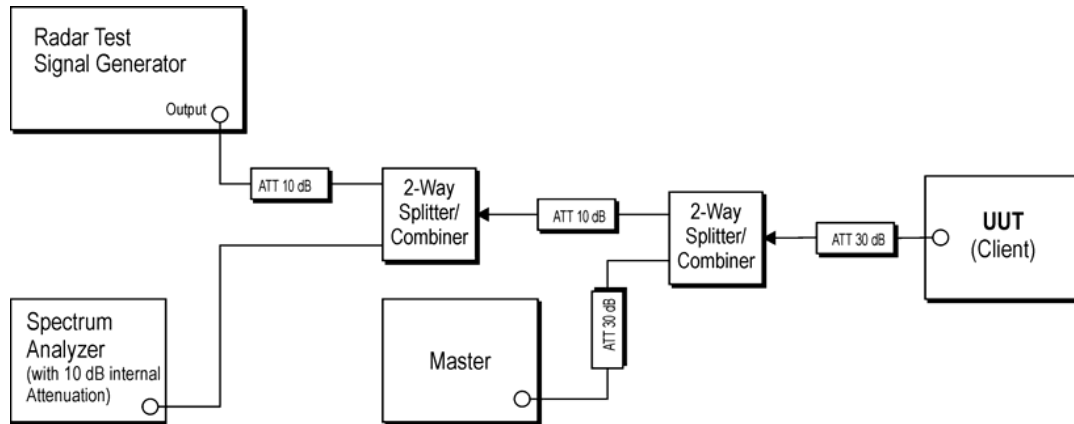 Radar Test
Signal Generator
Output
ATT 10 dB
2-Way
Splitter/
Combiner
ATT 10 dB
2-Way
Splitter/
Combiner
ATT 30 dB
UUT
(Client)
Spectrum
Analyzer
(with 10 dB internal
Attenuation)
Master
ATT 30 dB